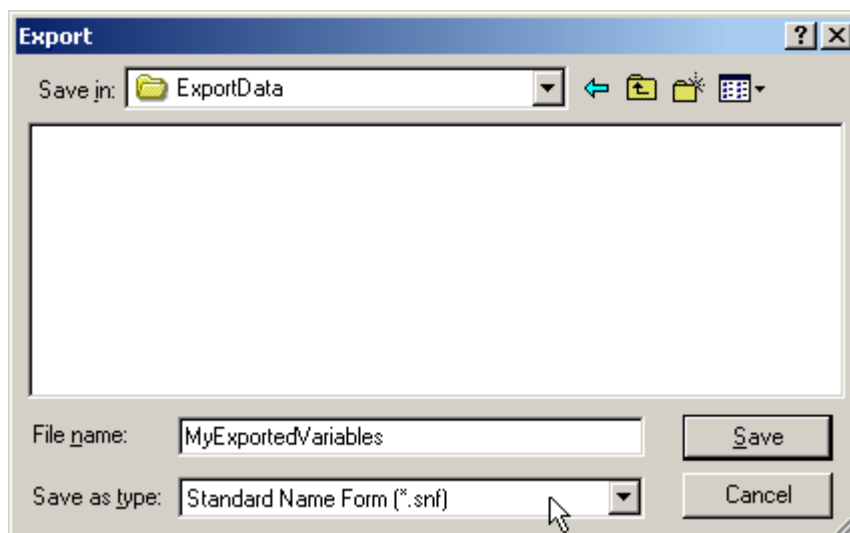 Export
Save in: ExportData
File name: MyExportedVariables Save
Save as type: Standard Name Form (*.snf) Cancel